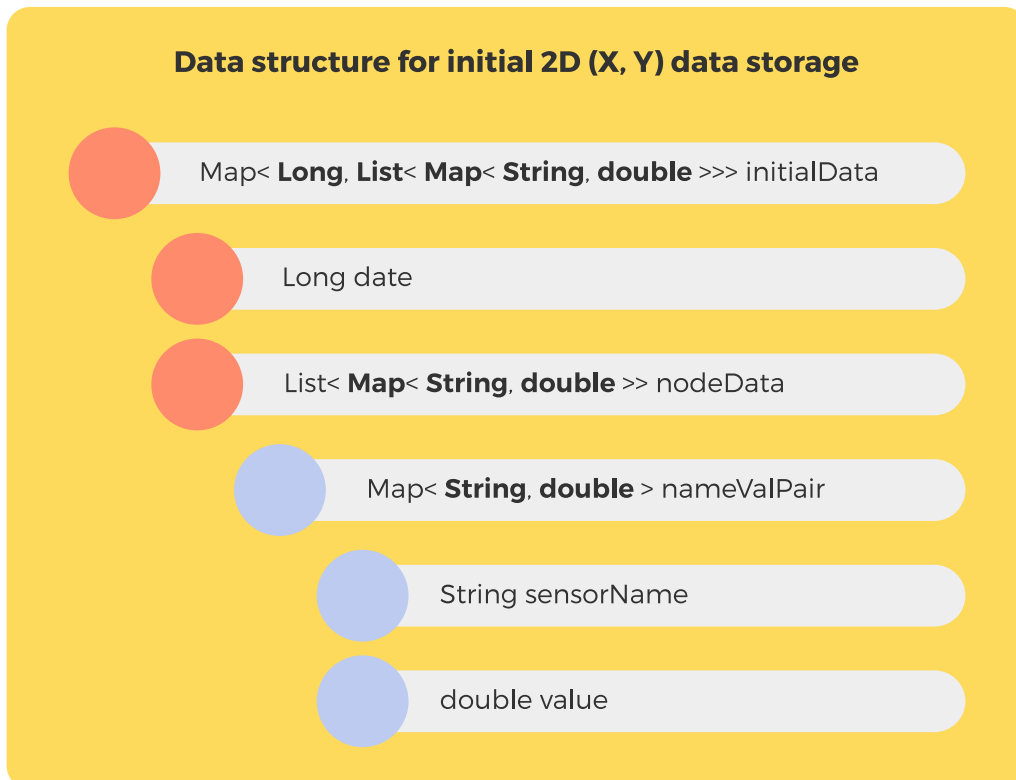 Data structure for initial 2D (X, Y) data storage
Map< Long, List< Map< String, double >>> initialData
Long date
List< Map< String, double >> nodeData
Map< String, double > nameValPair
String sensorName
double value